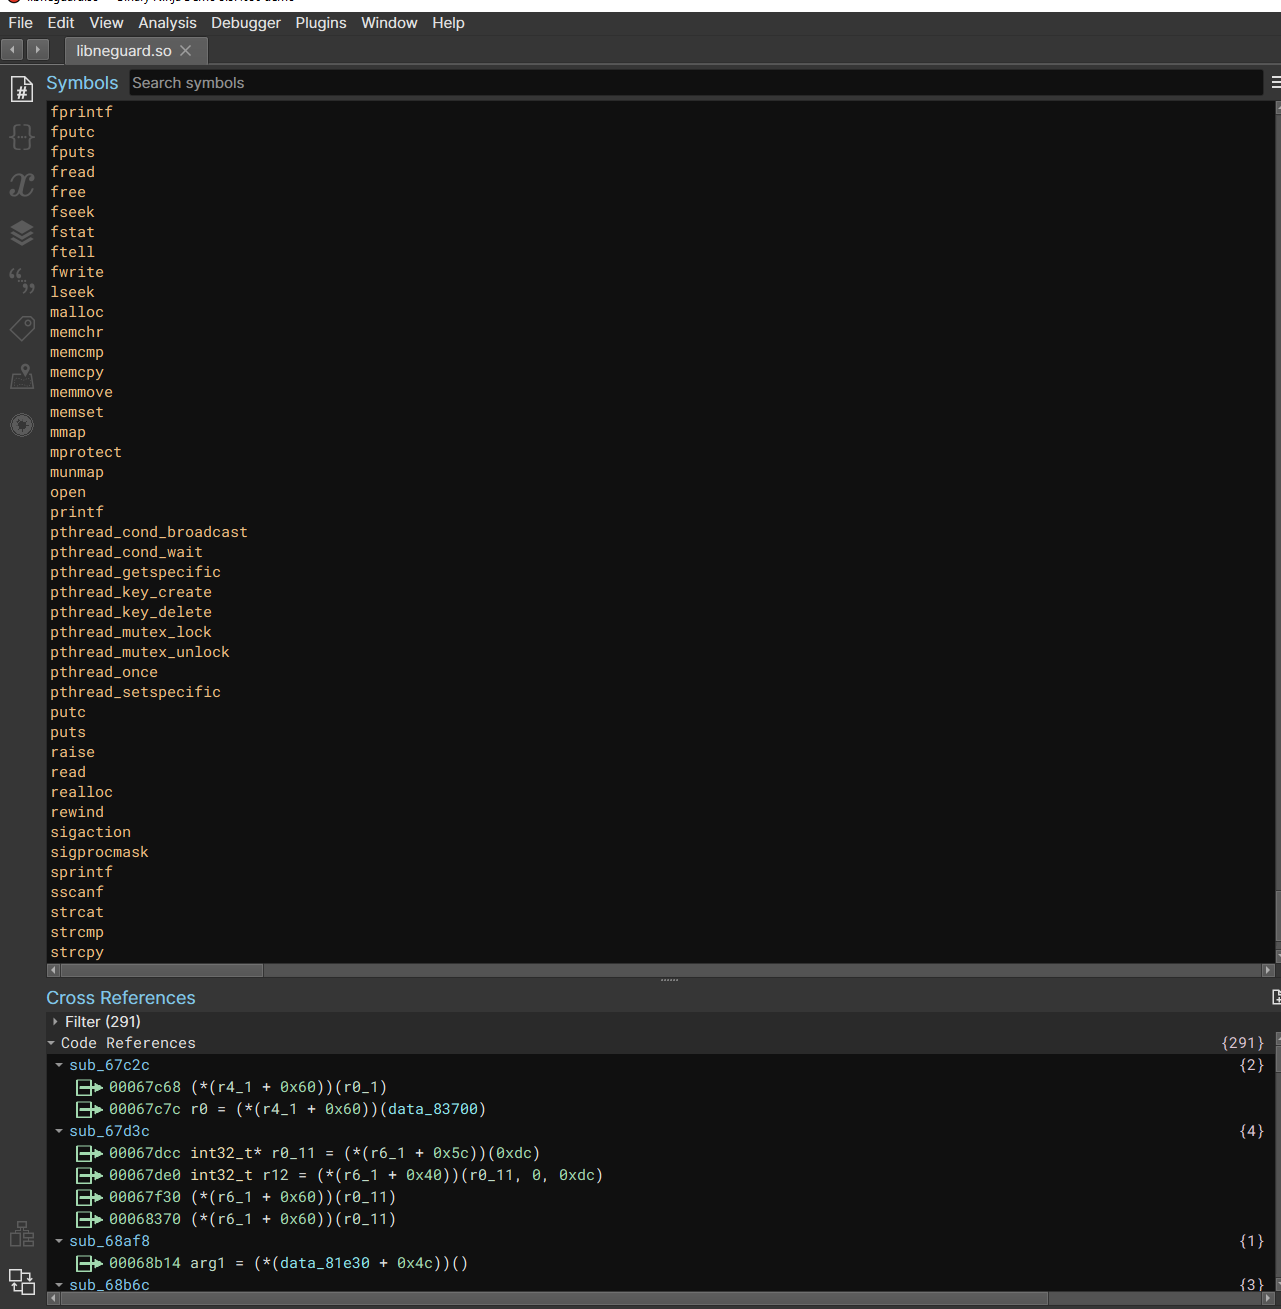 File Edit View Analysis Debugger Plugins Window Help
libneguard.so
Symbols Search symbols
fprintf
fputc
fputs
fread
free
fseek
fstat
ftell
fwrite
lseek
malloc
memchr
memcmp
memcpy
memmove
memset
mmap
mprotect
munmap
open
printf
pthread_cond_broadcast
pthread_cond_wait
pthread_getspecific
pthread_key_create
pthread_key_delete
pthread_mutex_lock
pthread_mutex_unlock
pthread_once
pthread_setspecific
putc
puts
raise
read
realloc
rewind
sigaction
sigprocmask
sprintf
sscanf
strcat
strcmp
strcpy
Cross References
Filter (291)
Code References {291}
sub_67c2c {2}
00067c68 (*(r4_1 + 0x60))(r0_1)
00067c7c r0 = (*(r4_1 + 0x60))(data_83700)
sub_67d3c {4}
00067dcc int32_t* r0_11 = (*(r6_1 + 0x5c))(0xdc)
00067de0 int32_t r12 = (*(r6_1 + 0x40))(r0_11, 0, 0xdc)
00067f30 (*(r6_1 + 0x60))(r0_11)
00068370 (*(r6_1 + 0x60))(r0_11)
sub_68af8 {1}
00068b14 arg1 = (*(data_81e30 + 0x4c))()
sub_68b6c {3}